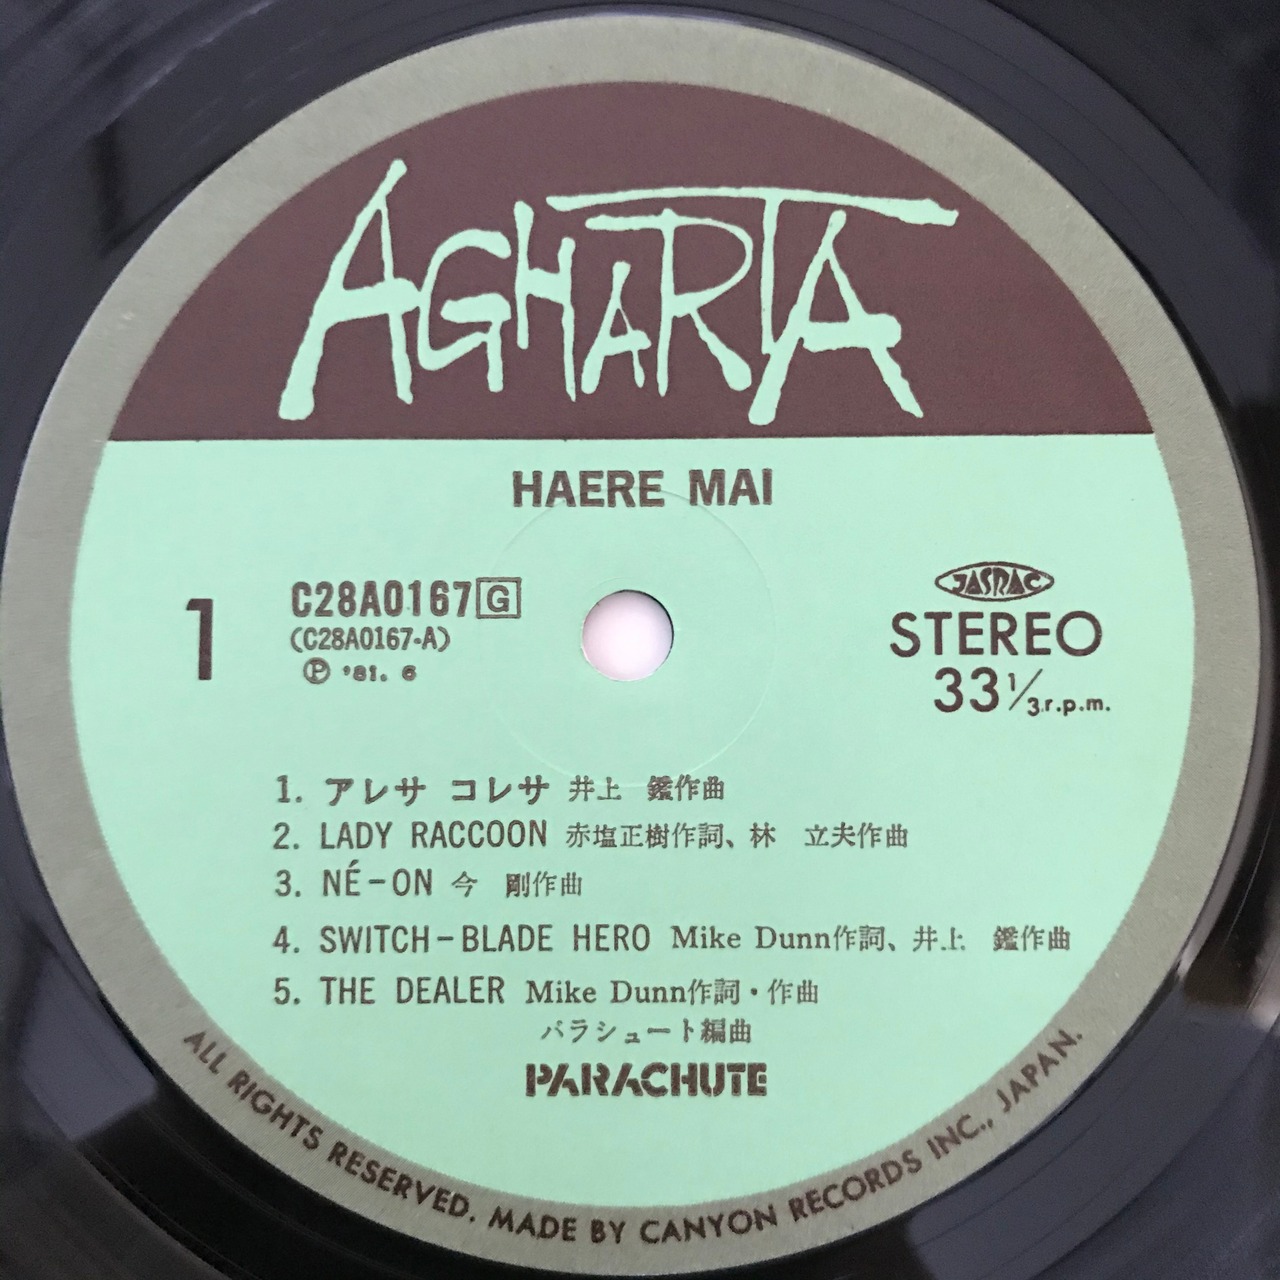 AGHARTA
HAERE MAI
1
C28A0167 G
(C28A0167-A)
Ⓟ '81. 6
JASRAC
STEREO
33 1/3 r.p.m.
1. アレサ コレサ 井上 鑑作曲
2. LADY RACCOON 赤塩正樹作詞、林 立夫作曲
3. NÉ-ON 今 剛作曲
4. SWITCH-BLADE HERO Mike Dunn作詞、井上 鑑作曲
5. THE DEALER Mike Dunn作詞・作曲
パラシュート編曲
PARACHUTE
ALL RIGHTS RESERVED. MADE BY CANYON RECORDS INC., JAPAN.